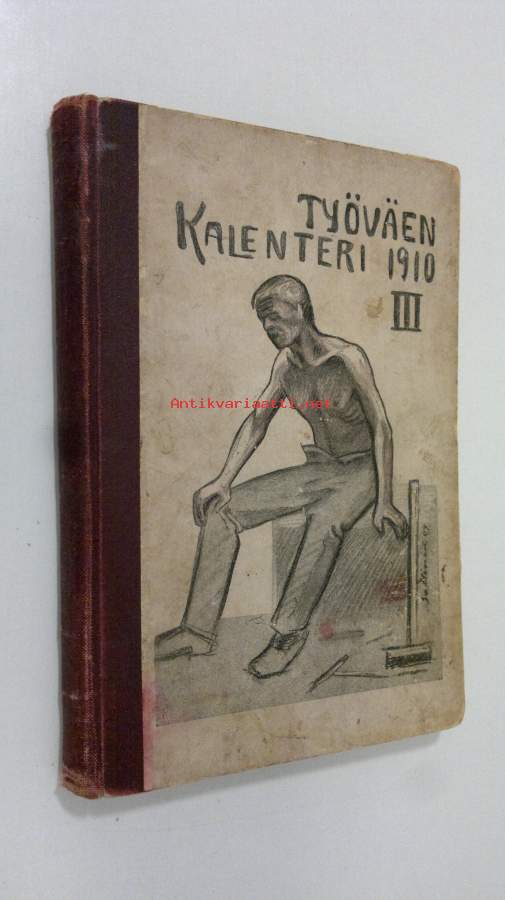 TYÖVÄEN
KALENTERI 1910
III
Antikvariaatti.net